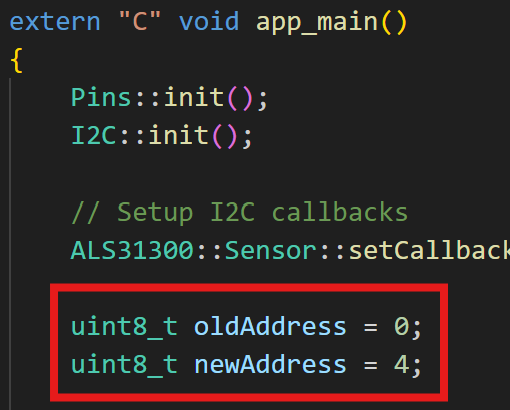 extern "C" void app_main()
{
Pins::init();
I2C::init();
// Setup I2C callbacks
ALS31300::Sensor::setCallback
uint8_t oldAddress = 0;
uint8_t newAddress = 4;